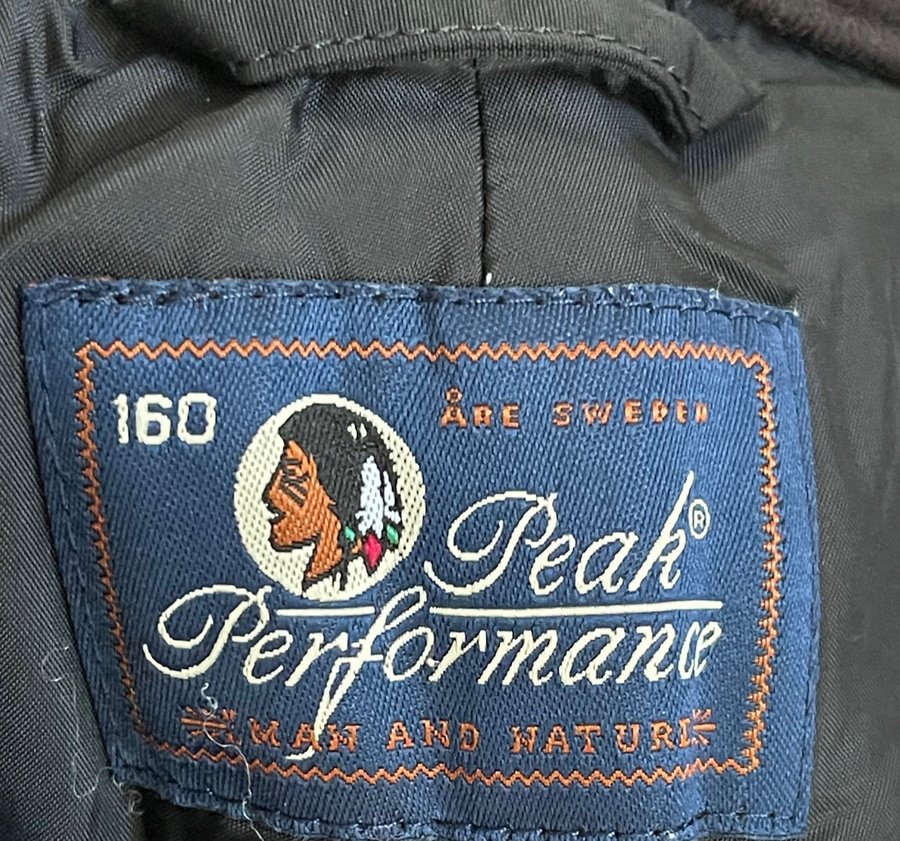 160
ÅRE SWEDEN
Peak®
Performance
MAN AND NATURE